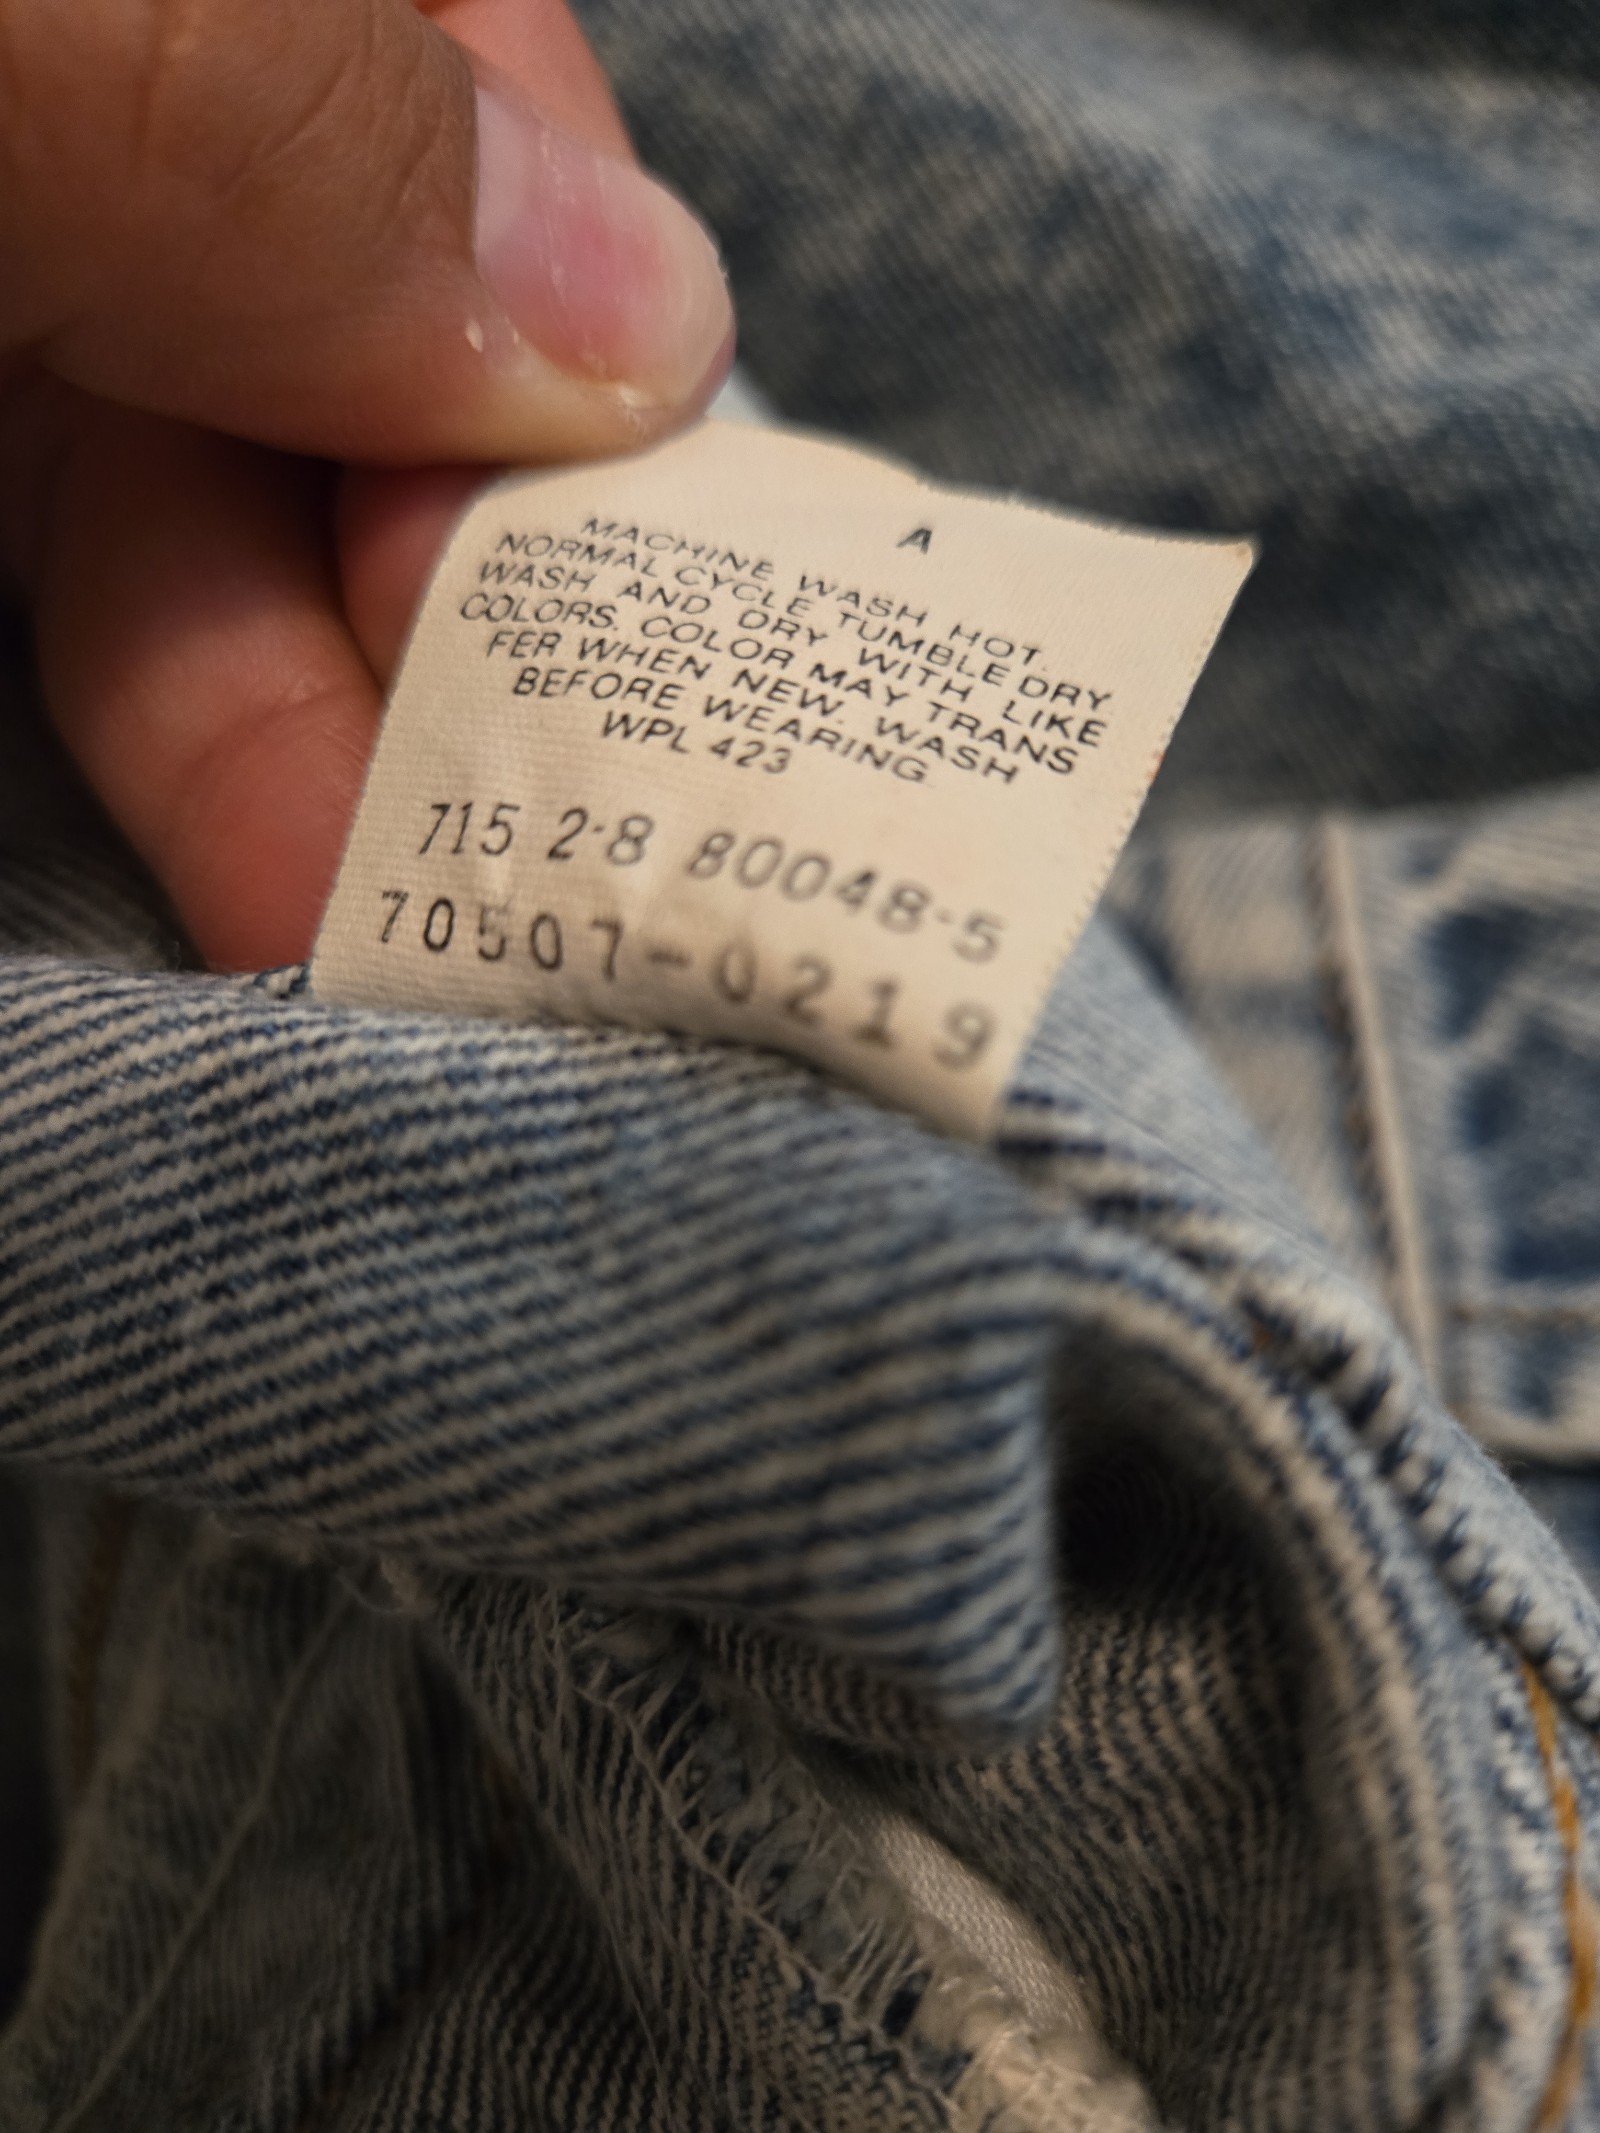 A
MACHINE WASH HOT.
NORMAL CYCLE TUMBLE DRY
WASH AND DRY WITH LIKE
COLORS. COLOR MAY TRANS
FER WHEN NEW. WASH
BEFORE WEARING
WPL 423
715 2-8 80048-5
70507-0219